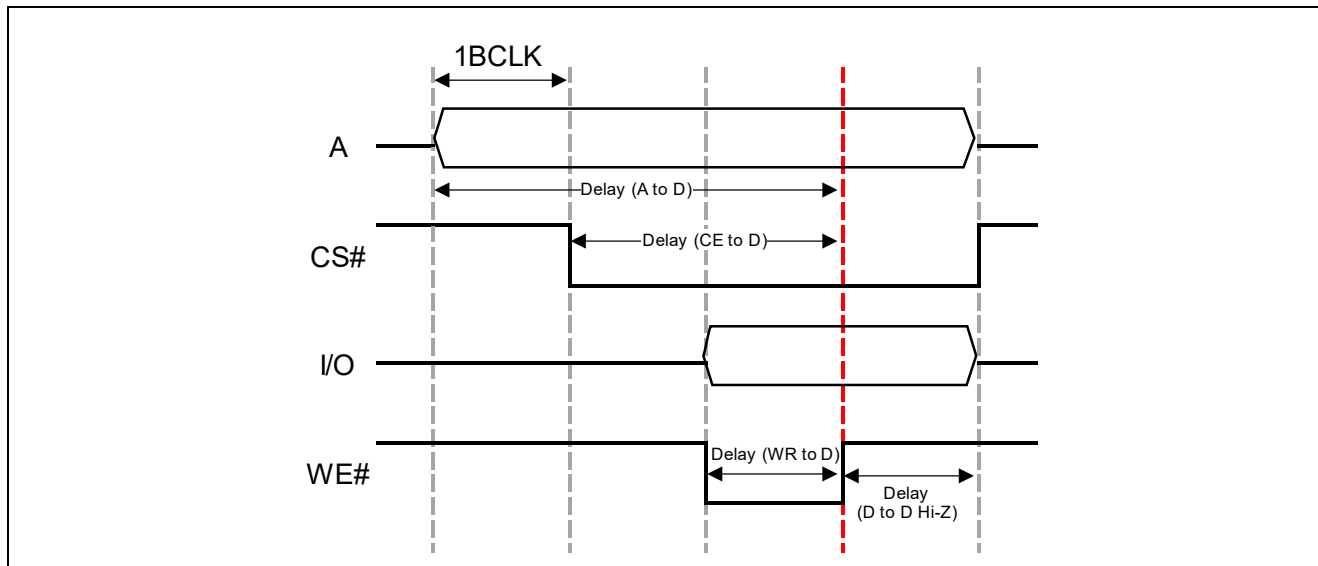 1BCLK
A
Delay (A to D)
CS#
Delay (CE to D)
I/O
WE#
Delay (WR to D)
Delay
(D to D Hi-Z)